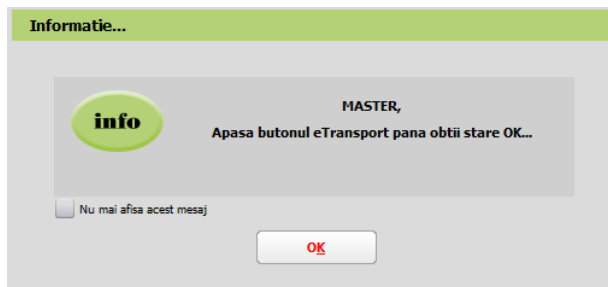 Informatie...
info
MASTER,
Apasa butonul eTransport pana obtii stare OK...
Nu mai afisa acest mesaj
OK